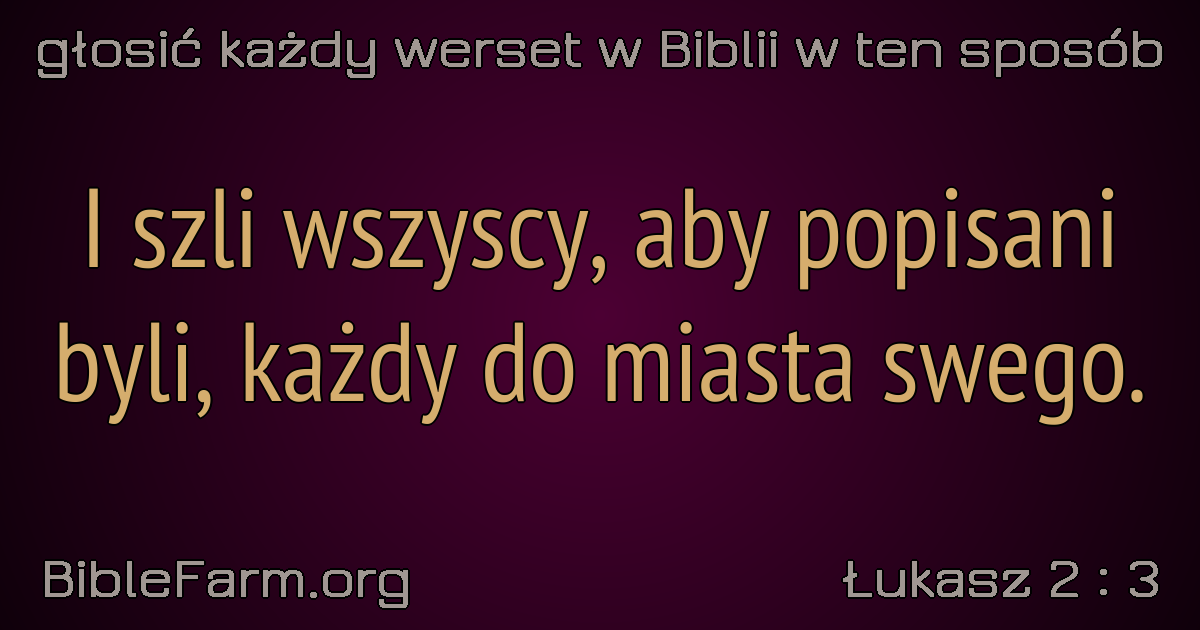 głosić każdy werset w Biblii w ten sposób
I szli wszyscy, aby popisani
byli, każdy do miasta swego.
BibleFarm.org
Łukasz 2 : 3